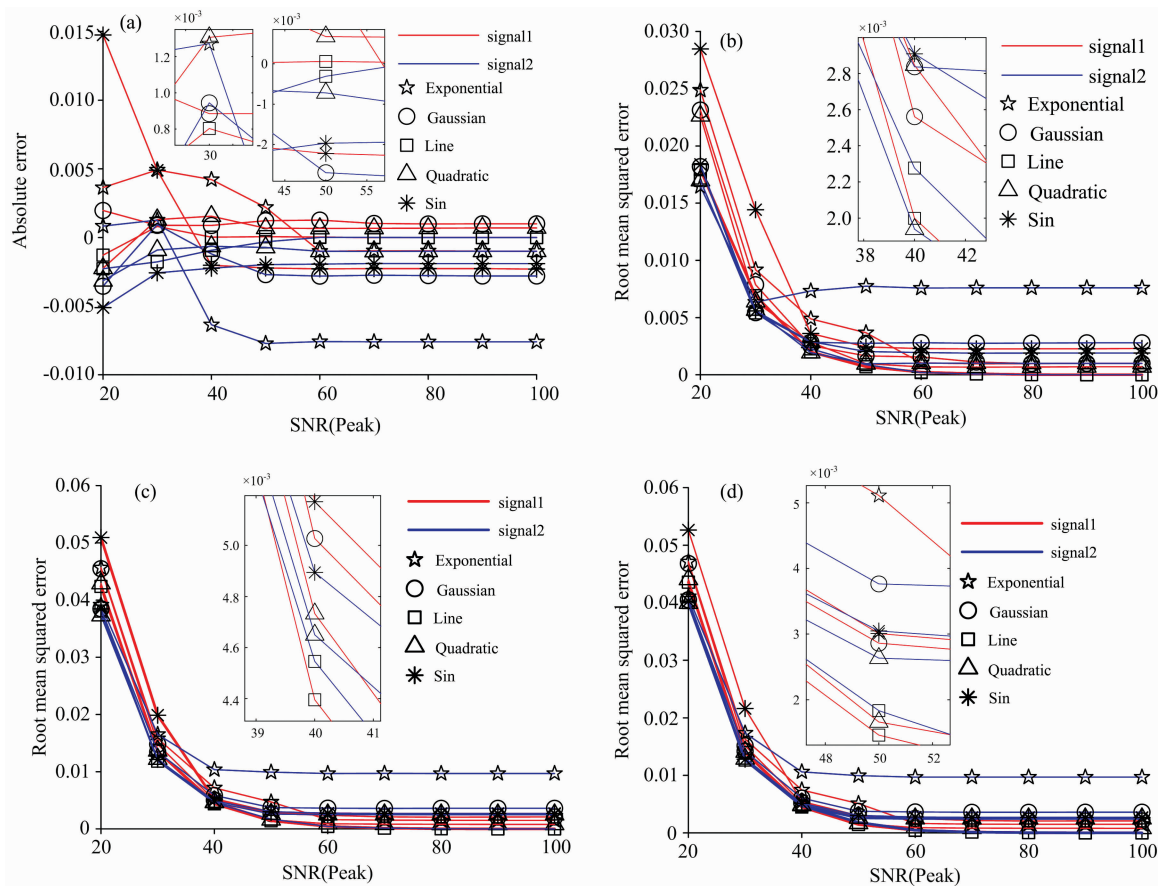 (a)
0.015
0.010
0.005
0
-0.005
-0.010
Absolute error
20 40 60 80 100
SNR(Peak)
×10⁻³
1.2
1.0
0.8
30
×10⁻³
0
-1
-2
45 50 55
signal1
signal2
Exponential
Gaussian
Line
Quadratic
Sin
(b)
0.030
0.025
0.020
0.015
0.010
0.005
0
Root mean squared error
20 40 60 80 100
SNR(Peak)
×10⁻³
2.8
2.6
2.4
2.2
2.0
38 40 42
signal1
signal2
Exponential
Gaussian
Line
Quadratic
Sin
(c)
0.06
0.05
0.04
0.03
0.02
0.01
0
Root mean squared error
20 40 60 80 100
SNR(Peak)
×10⁻³
5.0
4.8
4.6
4.4
39 40 41
signal1
signal2
Exponential
Gaussian
Line
Quadratic
Sin
(d)
0.06
0.05
0.04
0.03
0.02
0.01
0
Root mean squared error
20 40 60 80 100
SNR(Peak)
×10⁻³
5
4
3
2
48 50 52
signal1
signal2
Exponential
Gaussian
Line
Quadratic
Sin